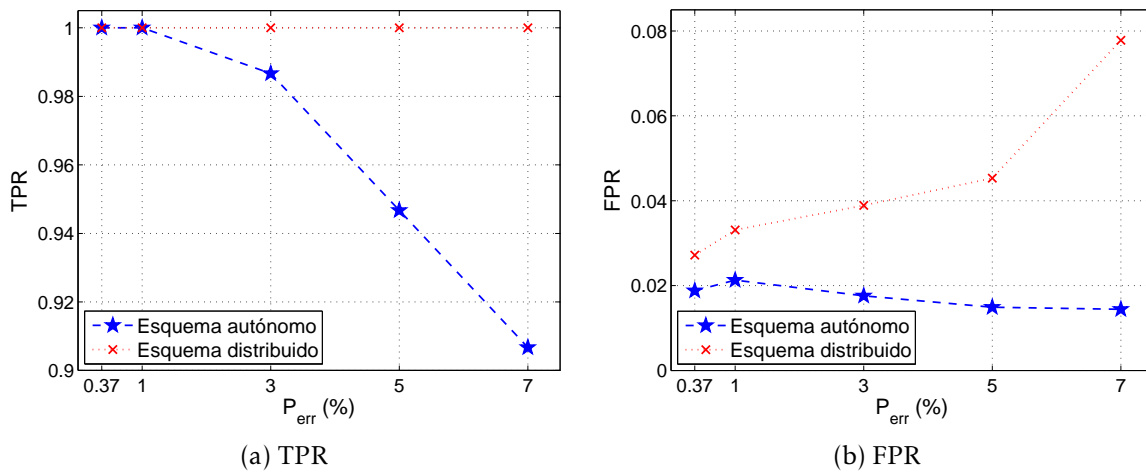 1
0.98
0.96
0.94
0.92
0.9
TPR
Esquema autónomo
Esquema distribuido
0.37 1 3 5 7
P_err (%)
(a) TPR
0.08
0.06
0.04
0.02
0
FPR
Esquema autónomo
Esquema distribuido
0.37 1 3 5 7
P_err (%)
(b) FPR